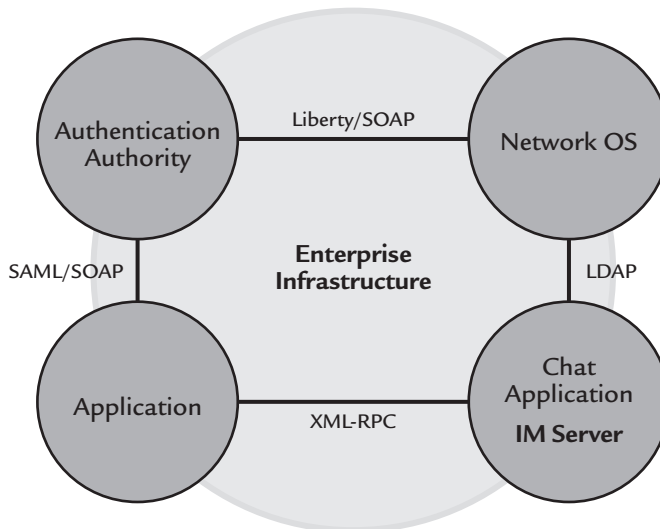 Authentication
Authority
Liberty/SOAP
Network OS
SAML/SOAP
Enterprise
Infrastructure
LDAP
Application
XML-RPC
Chat
Application
IM Server